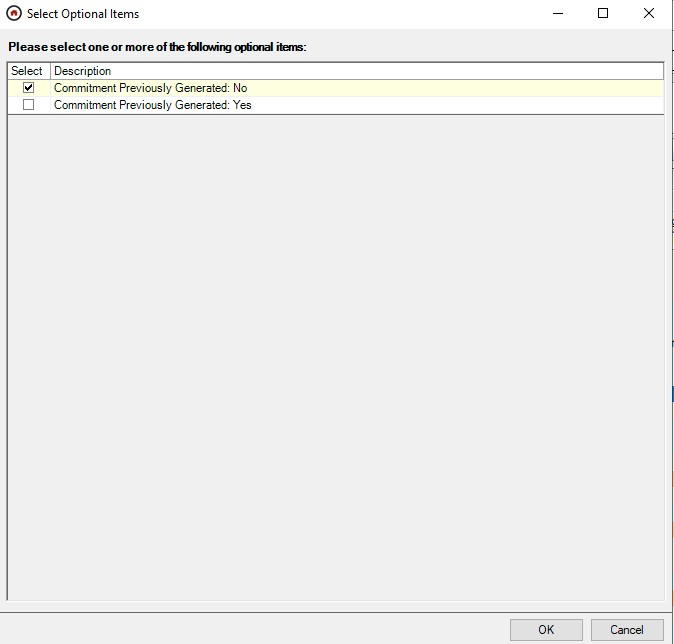 Select Optional Items
Please select one or more of the following optional items:
Select Description
Commitment Previously Generated: No
Commitment Previously Generated: Yes
OK Cancel